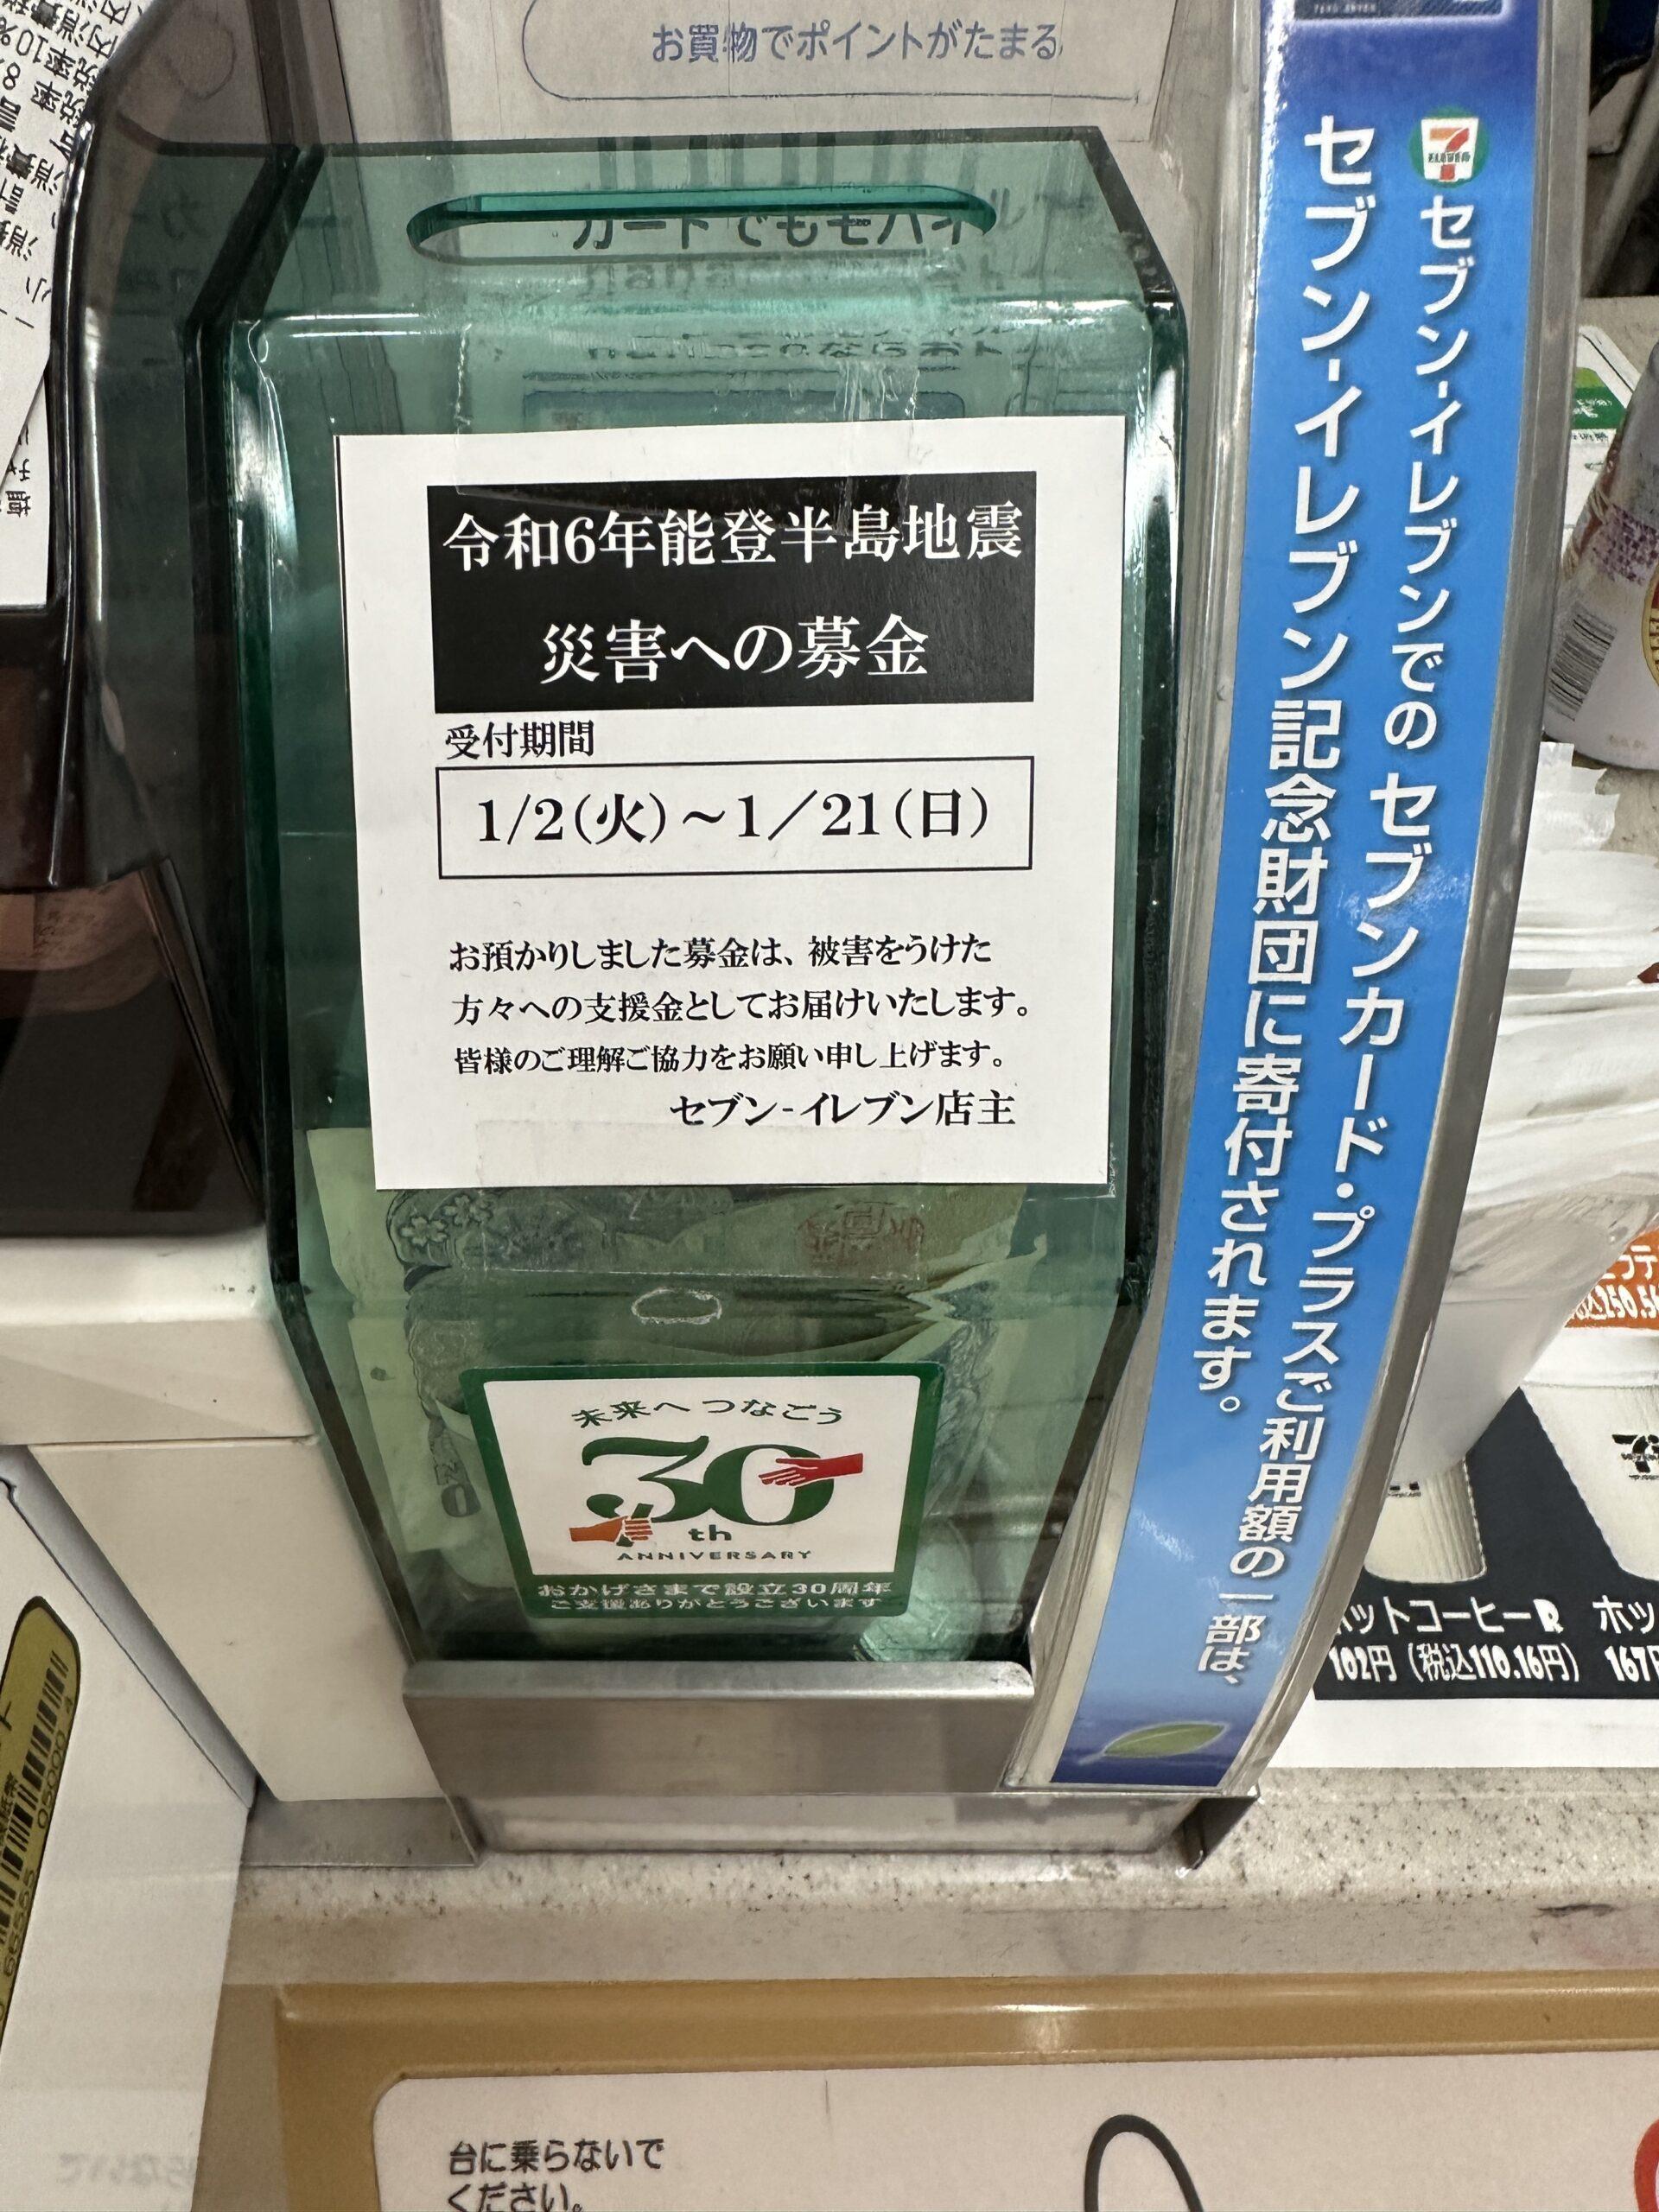 お買物でポイントがたまる
カードでもモバイル
令和6年能登半島地震
災害への募金
受付期間
1/2(火)～1／21(日)
お預かりしました募金は、被害をうけた
方々への支援金としてお届けいたします。
皆様のご理解ご協力をお願い申し上げます。
セブン-イレブン店主
未来へつなごう
30
th
ANNIVERSARY
おかげさまで設立30周年
ご支援ありがとうございます
セブン-イレブンでの セブンカード・プラスご利用額の一部は、
セブン-イレブン記念財団に寄付されます。
ホットコーヒーR
102円 (税込110.16円)
台に乗らないで
ください。